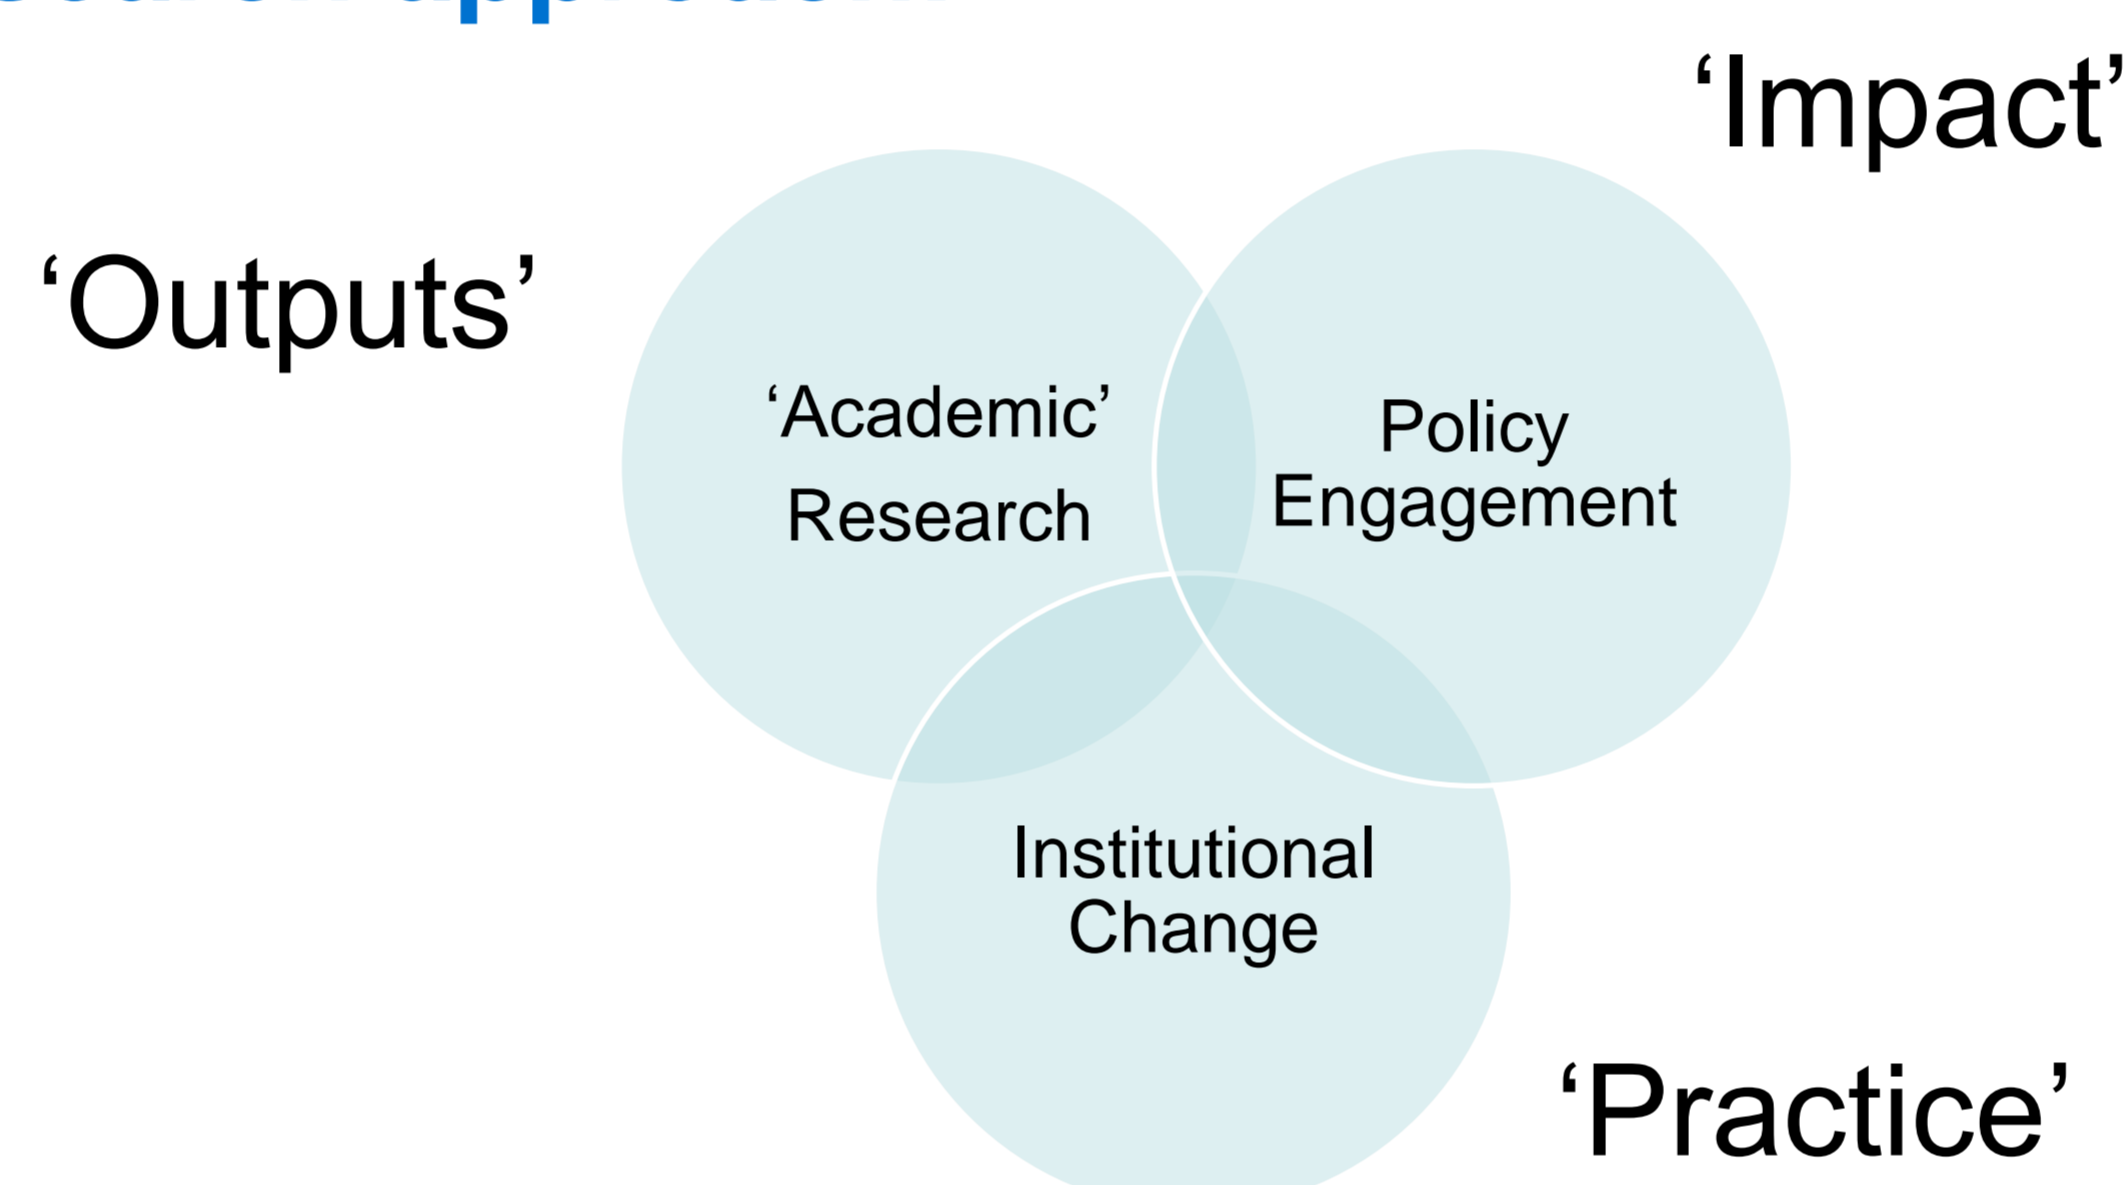 ‘Impact’
‘Outputs’
‘Academic’
Research
Policy
Engagement
Institutional
Change
‘Practice’